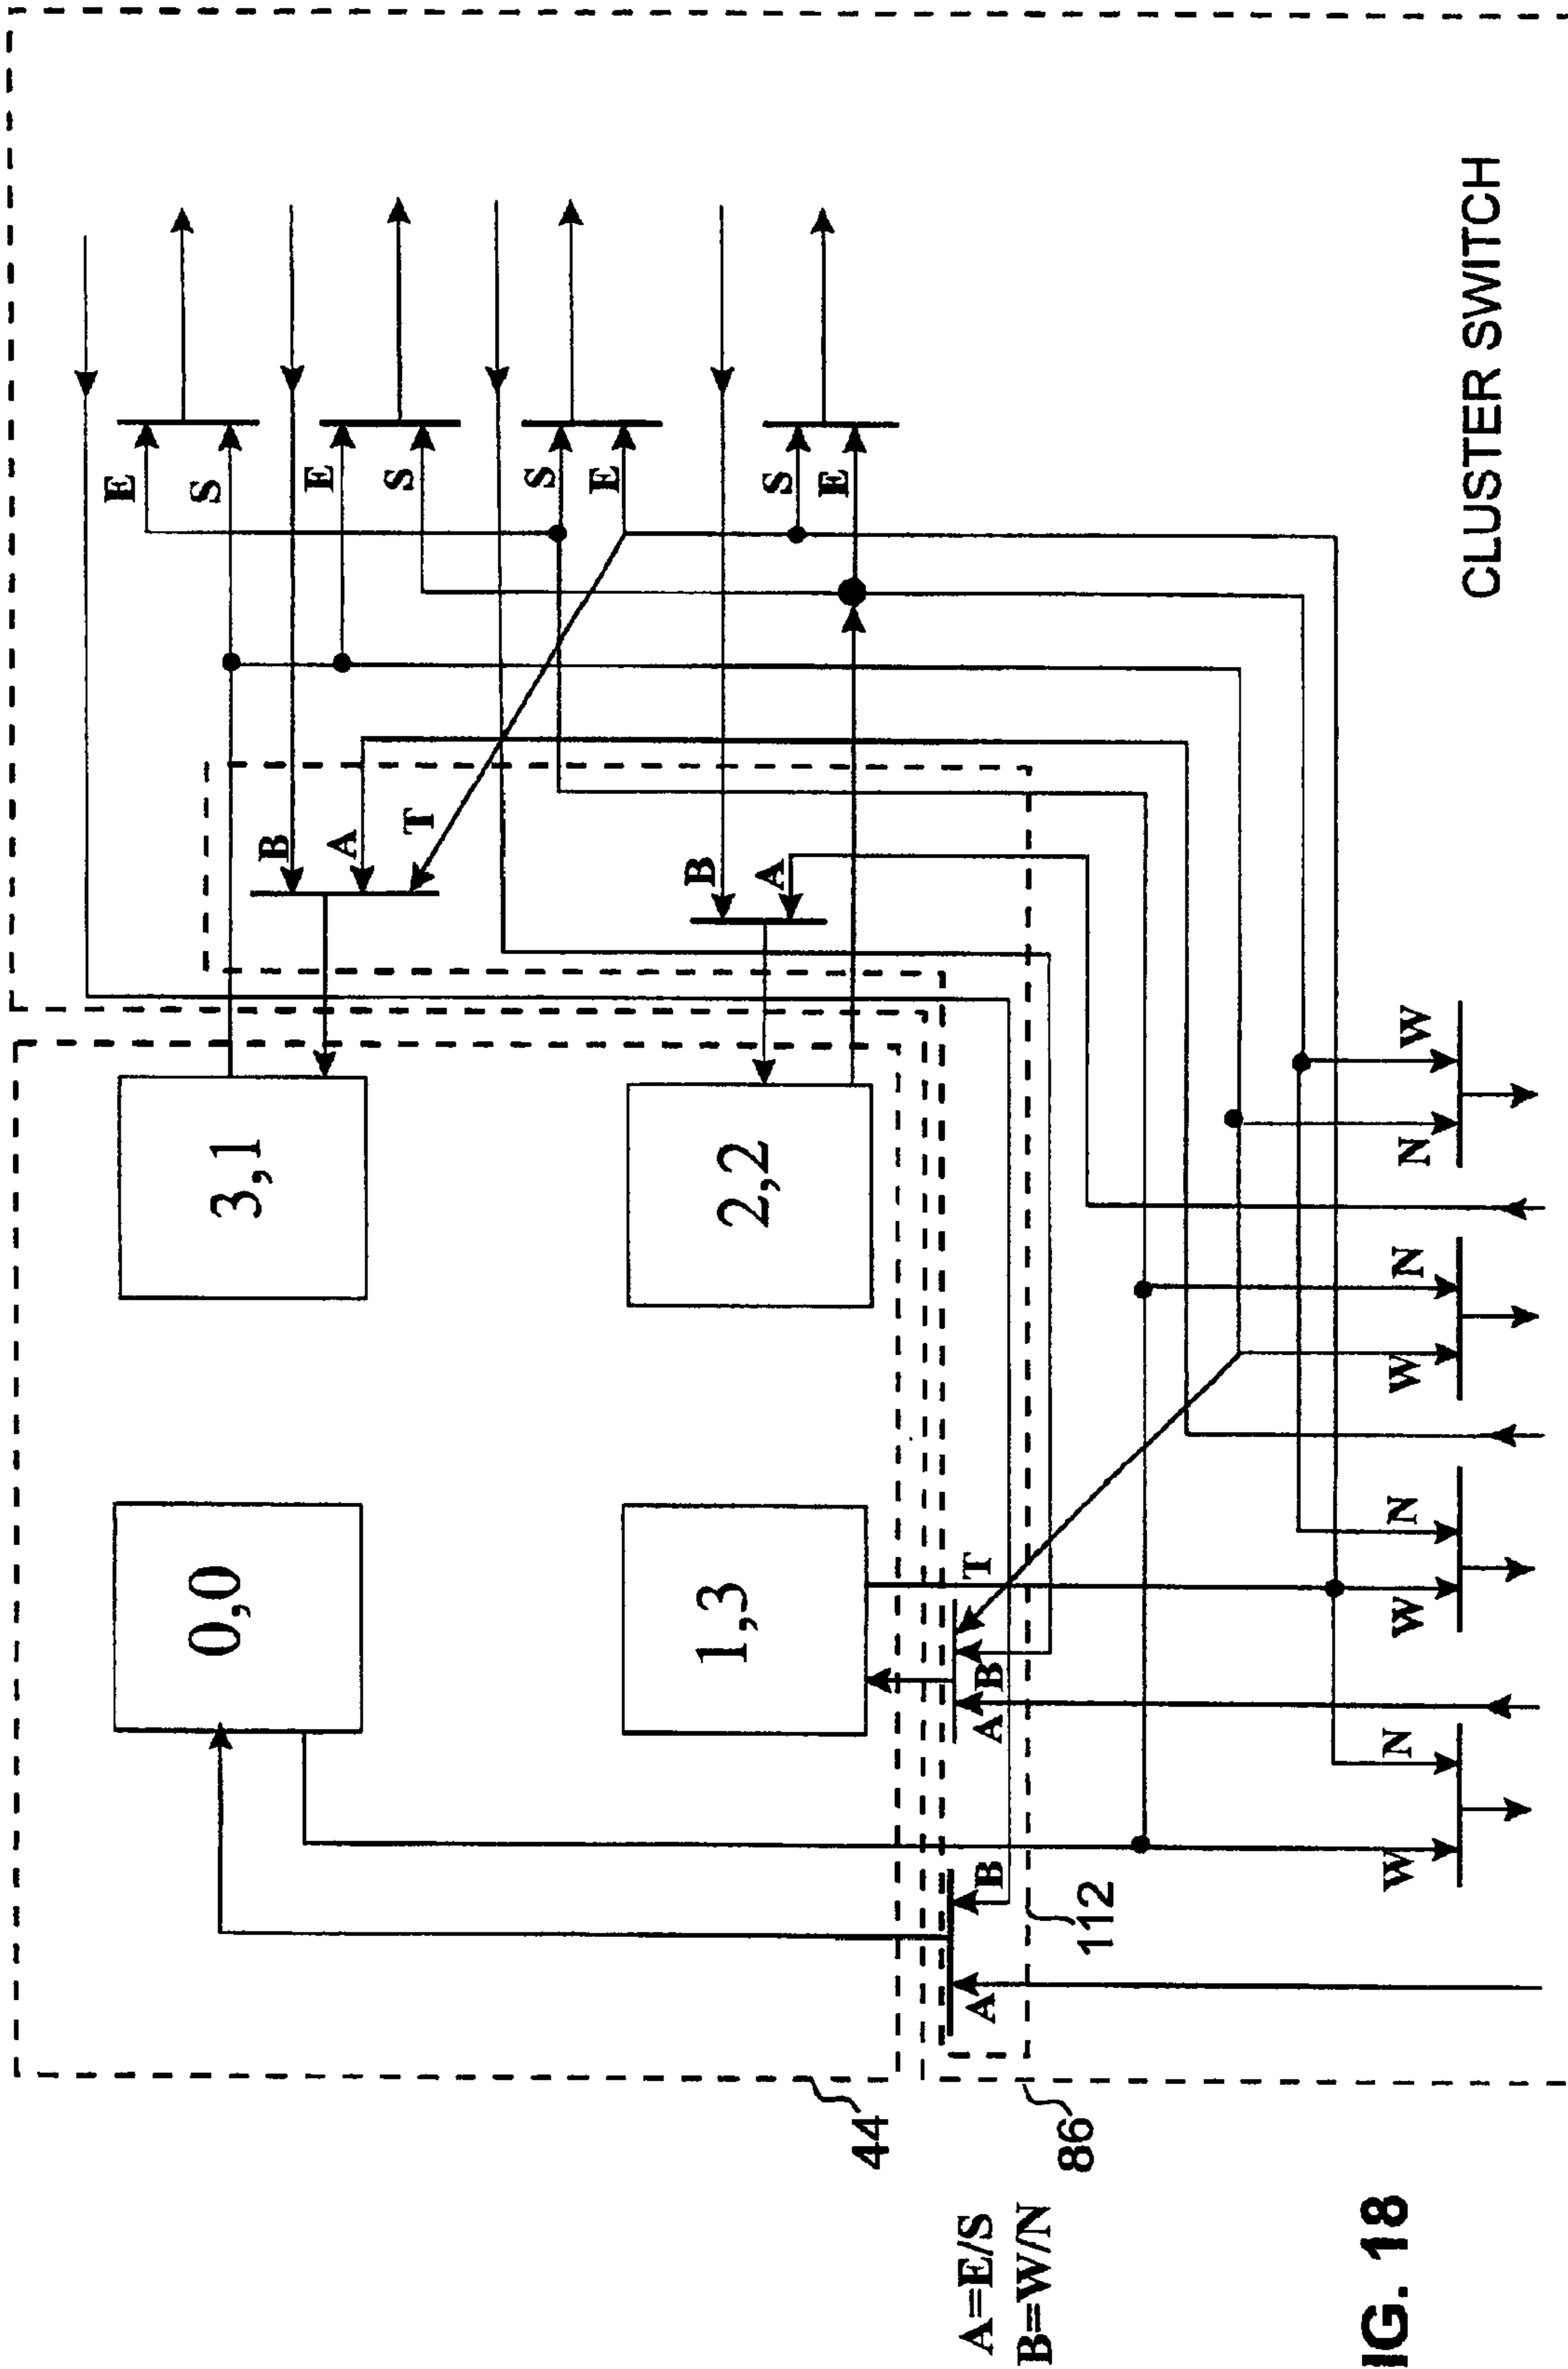 E
S
0,0 3,1
B
E
A
S
T
S
E
B
1,3 2,2
A
S
E
44
A B A B T
A=E/S
B=W/N
86
112
W N W N W N N W
IG. 18
CLUSTER SWITCH